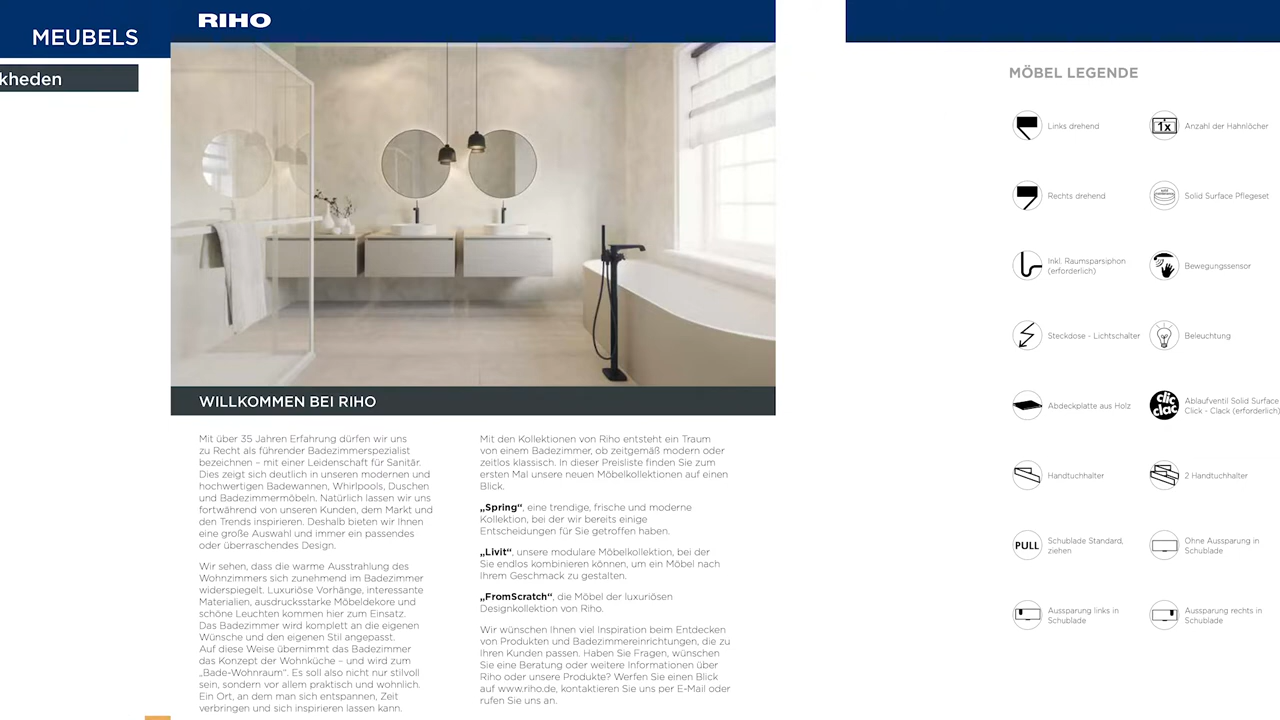 MEUBELS
kheden
RIHO
WILLKOMMEN BEI RIHO
Mit über 35 Jahren Erfahrung dürfen wir uns
zu Recht als führender Badezimmerspezialist
bezeichnen – mit einer Leidenschaft für Sanitär.
Dies zeigt sich deutlich in unseren modernen und
hochwertigen Badewannen, Whirlpools, Duschen
und Badezimmermöbeln. Natürlich lassen wir uns
fortwährend von unseren Kunden, dem Markt und
den Trends inspirieren. Deshalb bieten wir Ihnen
eine große Auswahl und immer ein passendes
oder überraschendes Design.
Wir sehen, dass die warme Ausstrahlung des
Wohnzimmers sich zunehmend im Badezimmer
widerspiegelt. Luxuriöse Vorhänge, interessante
Materialien, ausdrucksstarke Möbeldekore und
schöne Leuchten kommen hier zum Einsatz.
Das Badezimmer wird komplett an die eigenen
Wünsche und den eigenen Stil angepasst.
Auf diese Weise übernimmt das Badezimmer
das Konzept der Wohnküche – und wird zum
„Bade-Wohnraum“. Es soll also nicht nur stilvoll
sein, sondern vor allem praktisch und wohnlich.
Ein Ort, an dem man sich entspannen, Zeit
verbringen und sich inspirieren lassen kann.
Mit den Kollektionen von Riho entsteht ein Traum
von einem Badezimmer, ob zeitgemäß modern oder
zeitlos klassisch. In dieser Preisliste finden Sie zum
ersten Mal unsere neuen Möbelkollektionen auf einen
Blick.
„Spring“, eine trendige, frische und moderne
Kollektion, bei der wir bereits einige
Entscheidungen für Sie getroffen haben.
„Livit“, unsere modulare Möbelkollektion, bei der
Sie endlos kombinieren können, um ein Möbel nach
Ihrem Geschmack zu gestalten.
„FromScratch“, die Möbel der luxuriösen
Designkollektion von Riho.
Wir wünschen Ihnen viel Inspiration beim Entdecken
von Produkten und Badezimmereinrichtungen, die zu
Ihren Kunden passen. Haben Sie Fragen, wünschen
Sie eine Beratung oder weitere Informationen über
Riho oder unsere Produkte? Werfen Sie einen Blick
auf www.riho.de, kontaktieren Sie uns per E-Mail oder
rufen Sie uns an.
MÖBEL LEGENDE
Links drehend
1x
Anzahl der Hahnlöcher
Rechts drehend
Solid Surface Pflegeset
Inkl. Raumsparsiphon
(erforderlich)
Bewegungssensor
Steckdose - Lichtschalter
Beleuchtung
Abdeckplatte aus Holz
clic
clac
Ablaufventil Solid Surface
Click - Clack (erforderlich)
Handtuchhalter
2 Handtuchhalter
PULL
Schublade Standard,
ziehen
Ohne Aussparung in
Schublade
Aussparung links in
Schublade
Aussparung rechts in
Schublade